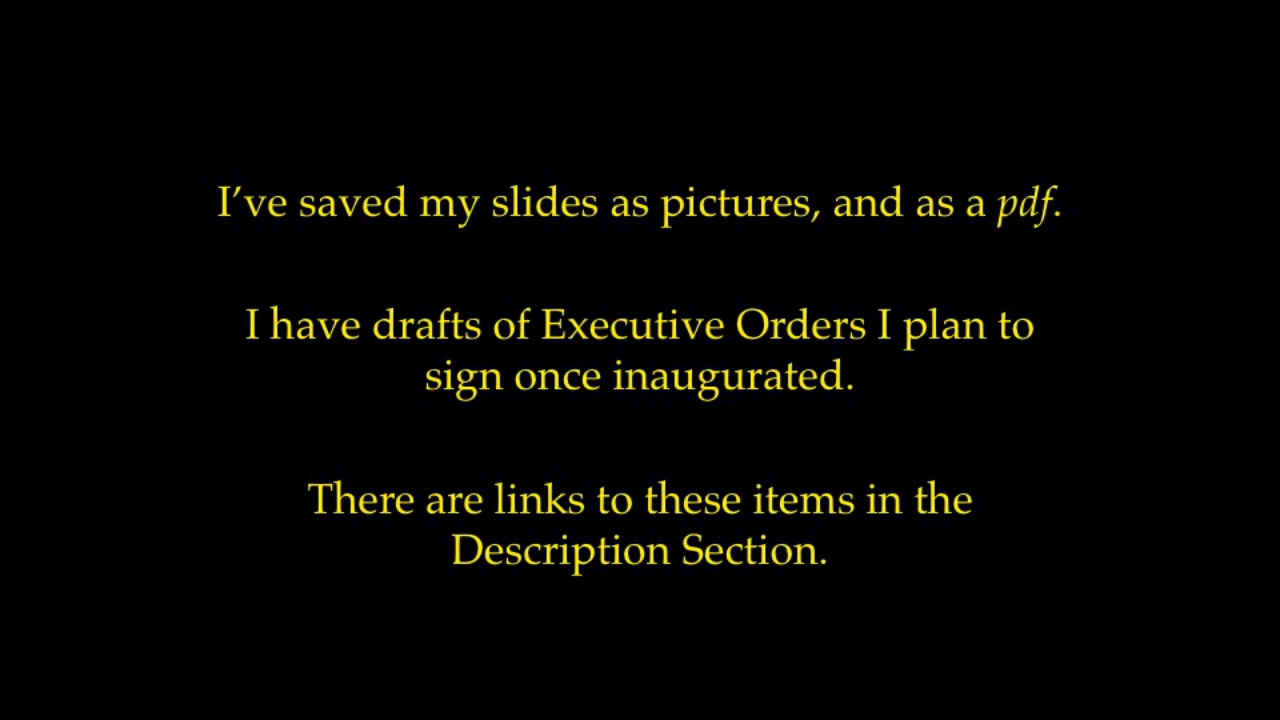 I’ve saved my slides as pictures, and as a pdf.
I have drafts of Executive Orders I plan to
sign once inaugurated.
There are links to these items in the
Description Section.